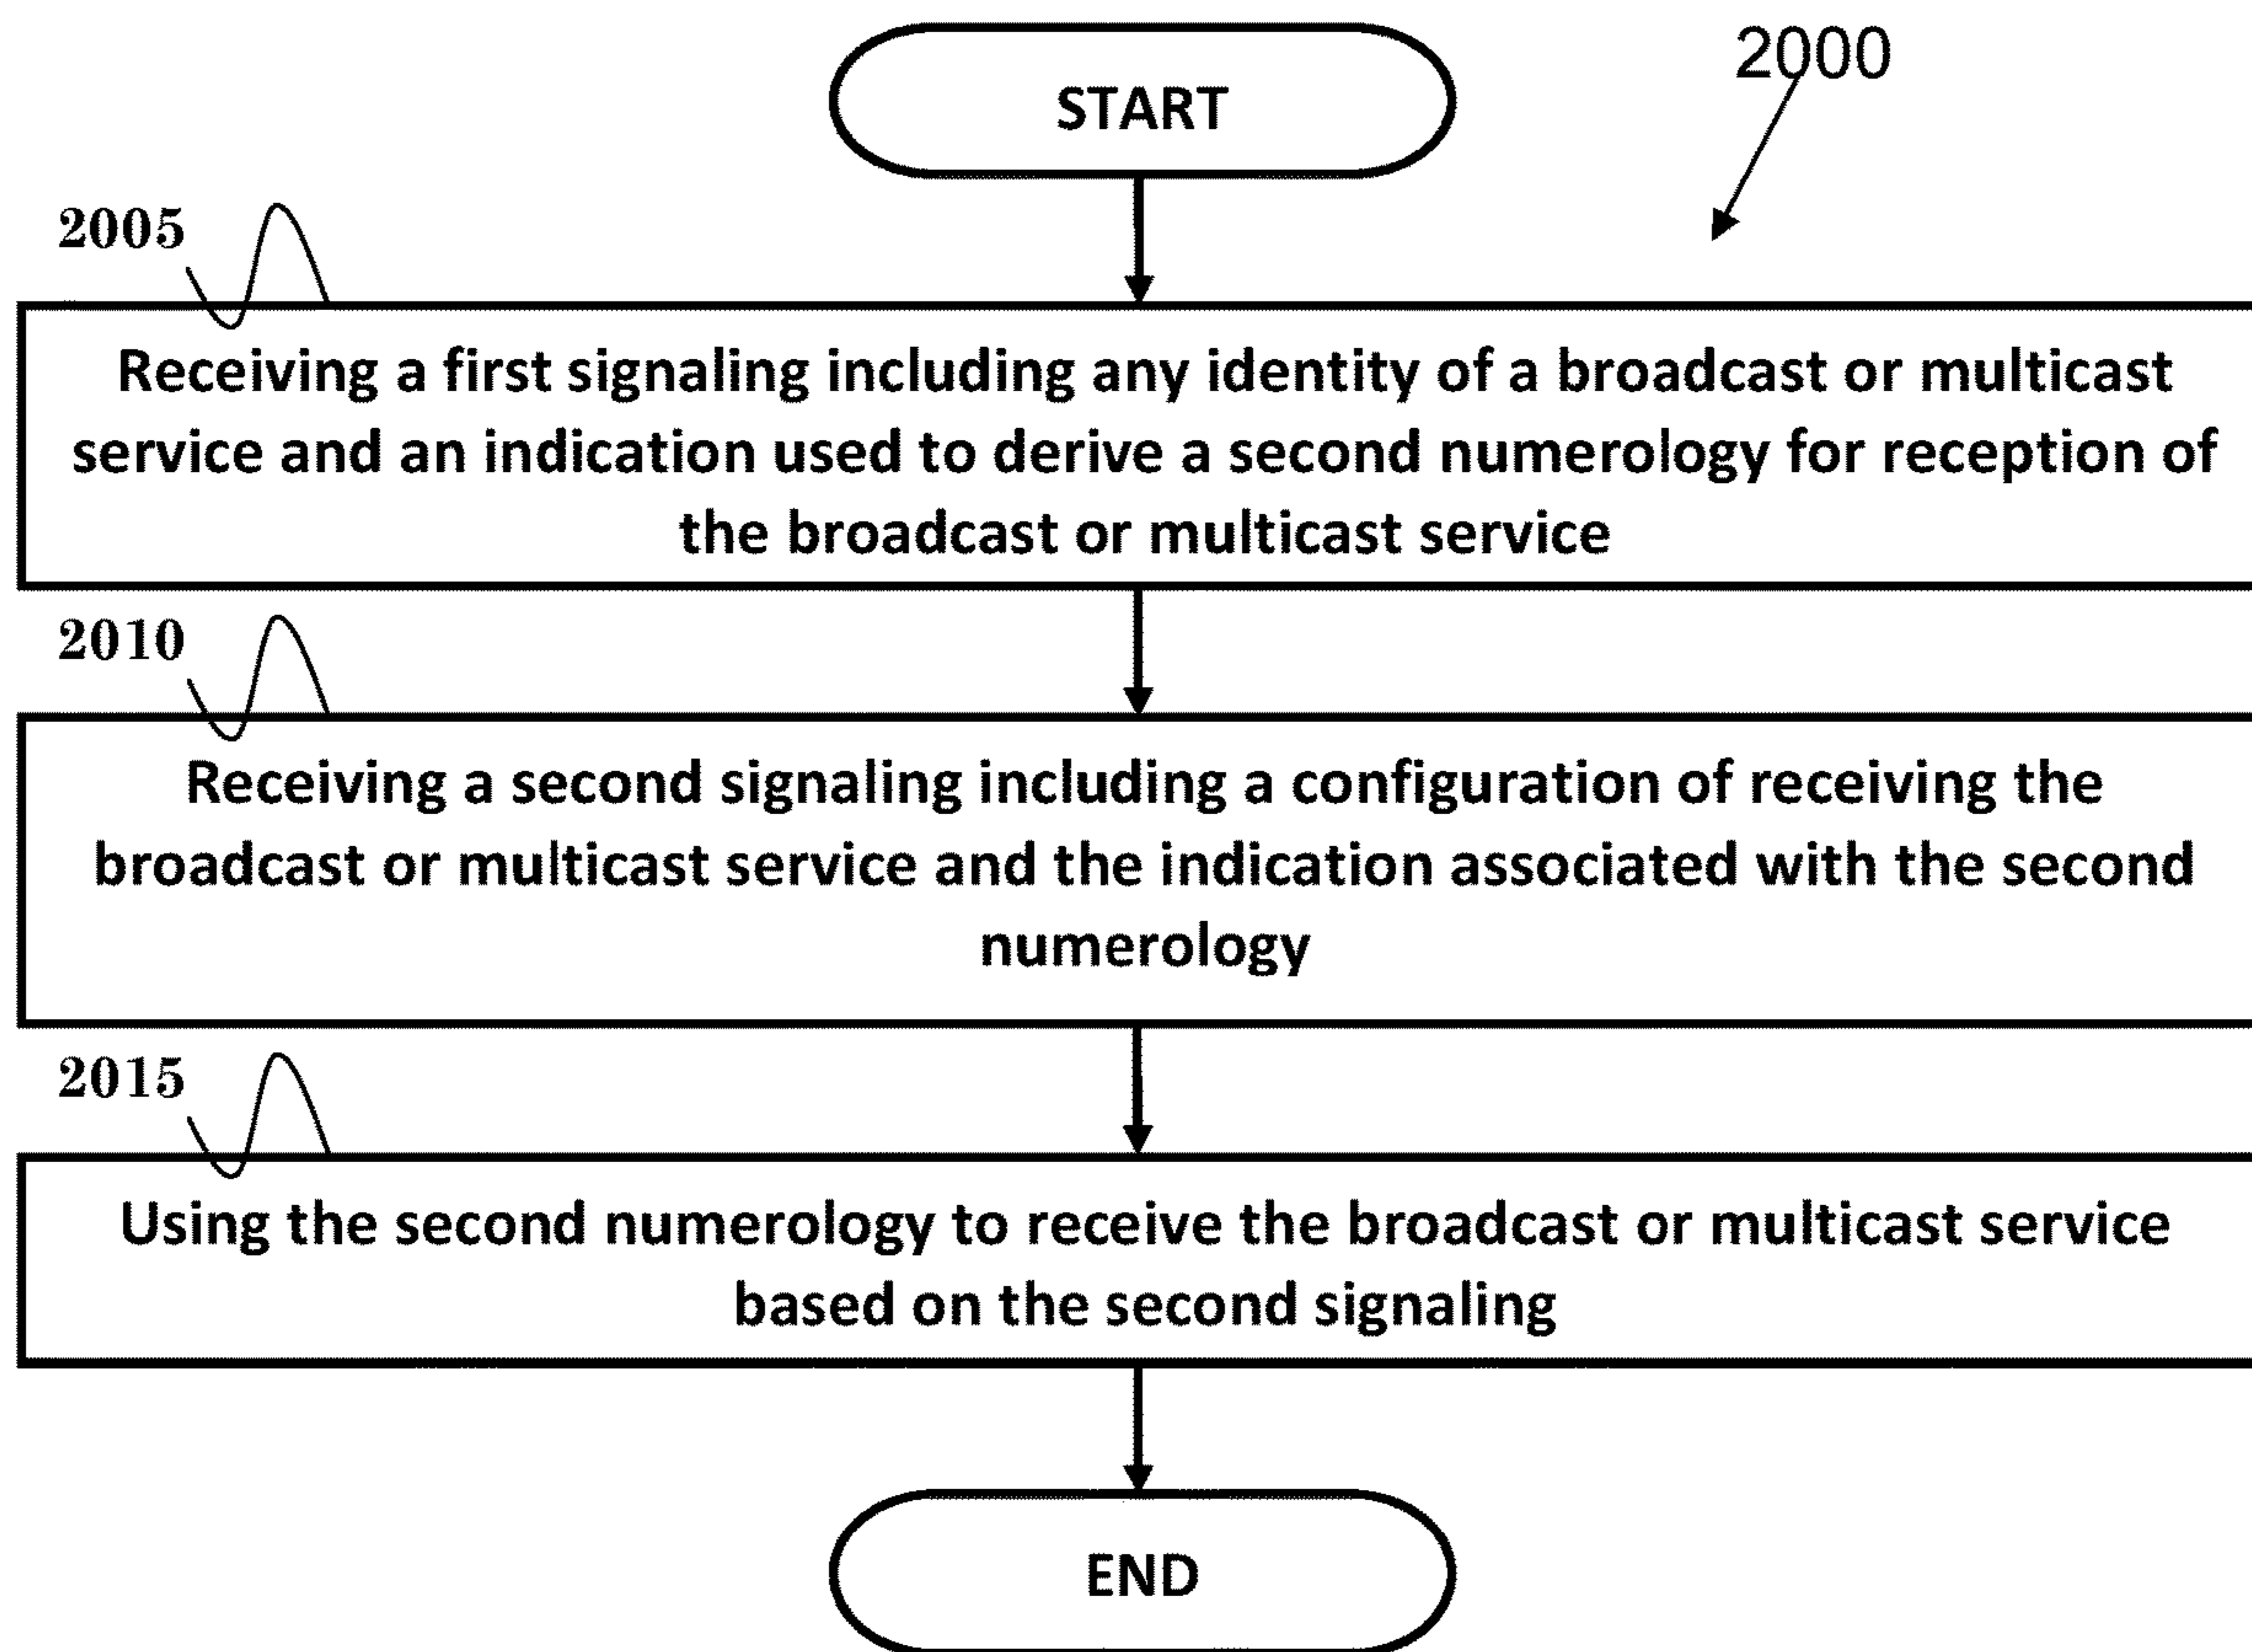 START
2000
2005
Receiving a first signaling including any identity of a broadcast or multicast
service and an indication used to derive a second numerology for reception of
the broadcast or multicast service
2010
Receiving a second signaling including a configuration of receiving the
broadcast or multicast service and the indication associated with the second
numerology
2015
Using the second numerology to receive the broadcast or multicast service
based on the second signaling
END